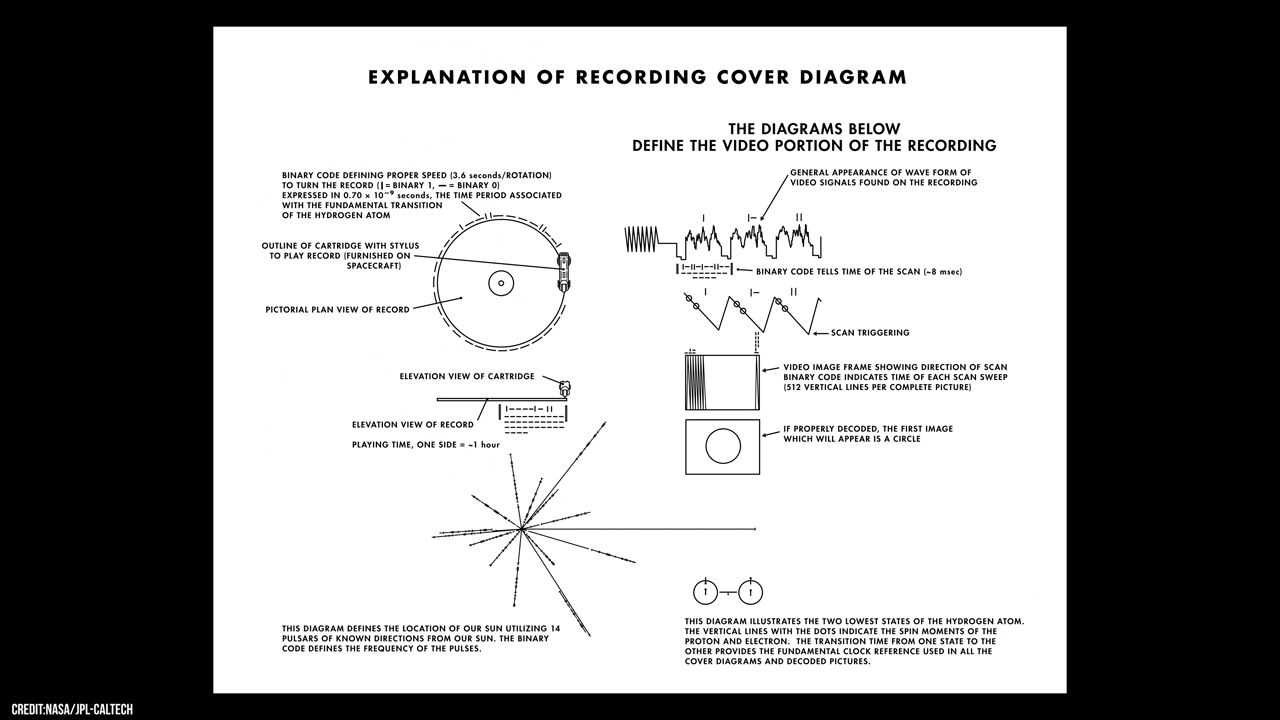 EXPLANATION OF RECORDING COVER DIAGRAM
BINARY CODE DEFINING PROPER SPEED (3.6 seconds/ROTATION)
TO TURN THE RECORD (| = BINARY 1, — = BINARY 0)
EXPRESSED IN 0.70 × 10⁻⁹ seconds, THE TIME PERIOD ASSOCIATED
WITH THE FUNDAMENTAL TRANSITION
OF THE HYDROGEN ATOM
OUTLINE OF CARTRIDGE WITH STYLUS
TO PLAY RECORD (FURNISHED ON
SPACECRAFT)
PICTORIAL PLAN VIEW OF RECORD
ELEVATION VIEW OF CARTRIDGE
ELEVATION VIEW OF RECORD
PLAYING TIME, ONE SIDE = ~1 hour
THIS DIAGRAM DEFINES THE LOCATION OF OUR SUN UTILIZING 14
PULSARS OF KNOWN DIRECTIONS FROM OUR SUN. THE BINARY
CODE DEFINES THE FREQUENCY OF THE PULSES.
THE DIAGRAMS BELOW
DEFINE THE VIDEO PORTION OF THE RECORDING
GENERAL APPEARANCE OF WAVE FORM OF
VIDEO SIGNALS FOUND ON THE RECORDING
BINARY CODE TELLS TIME OF THE SCAN (~8 msec)
SCAN TRIGGERING
VIDEO IMAGE FRAME SHOWING DIRECTION OF SCAN
BINARY CODE INDICATES TIME OF EACH SCAN SWEEP
(512 VERTICAL LINES PER COMPLETE PICTURE)
IF PROPERLY DECODED, THE FIRST IMAGE
WHICH WILL APPEAR IS A CIRCLE
THIS DIAGRAM ILLUSTRATES THE TWO LOWEST STATES OF THE HYDROGEN ATOM.
THE VERTICAL LINES WITH THE DOTS INDICATE THE SPIN MOMENTS OF THE
PROTON AND ELECTRON. THE TRANSITION TIME FROM ONE STATE TO THE
OTHER PROVIDES THE FUNDAMENTAL CLOCK REFERENCE USED IN ALL THE
COVER DIAGRAMS AND DECODED PICTURES.
CREDIT:NASA/JPL-CALTECH